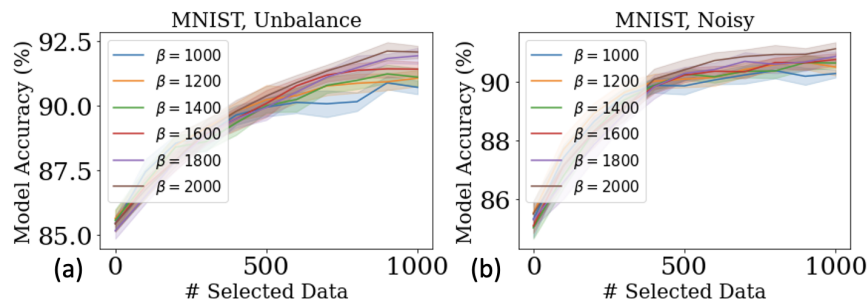 MNIST, Unbalance
Model Accuracy (%)
92.5
90.0
87.5
85.0
β = 1000
β = 1200
β = 1400
β = 1600
β = 1800
β = 2000
0
500
1000
# Selected Data
(a)
MNIST, Noisy
Model Accuracy (%)
90
88
86
β = 1000
β = 1200
β = 1400
β = 1600
β = 1800
β = 2000
0
500
1000
# Selected Data
(b)